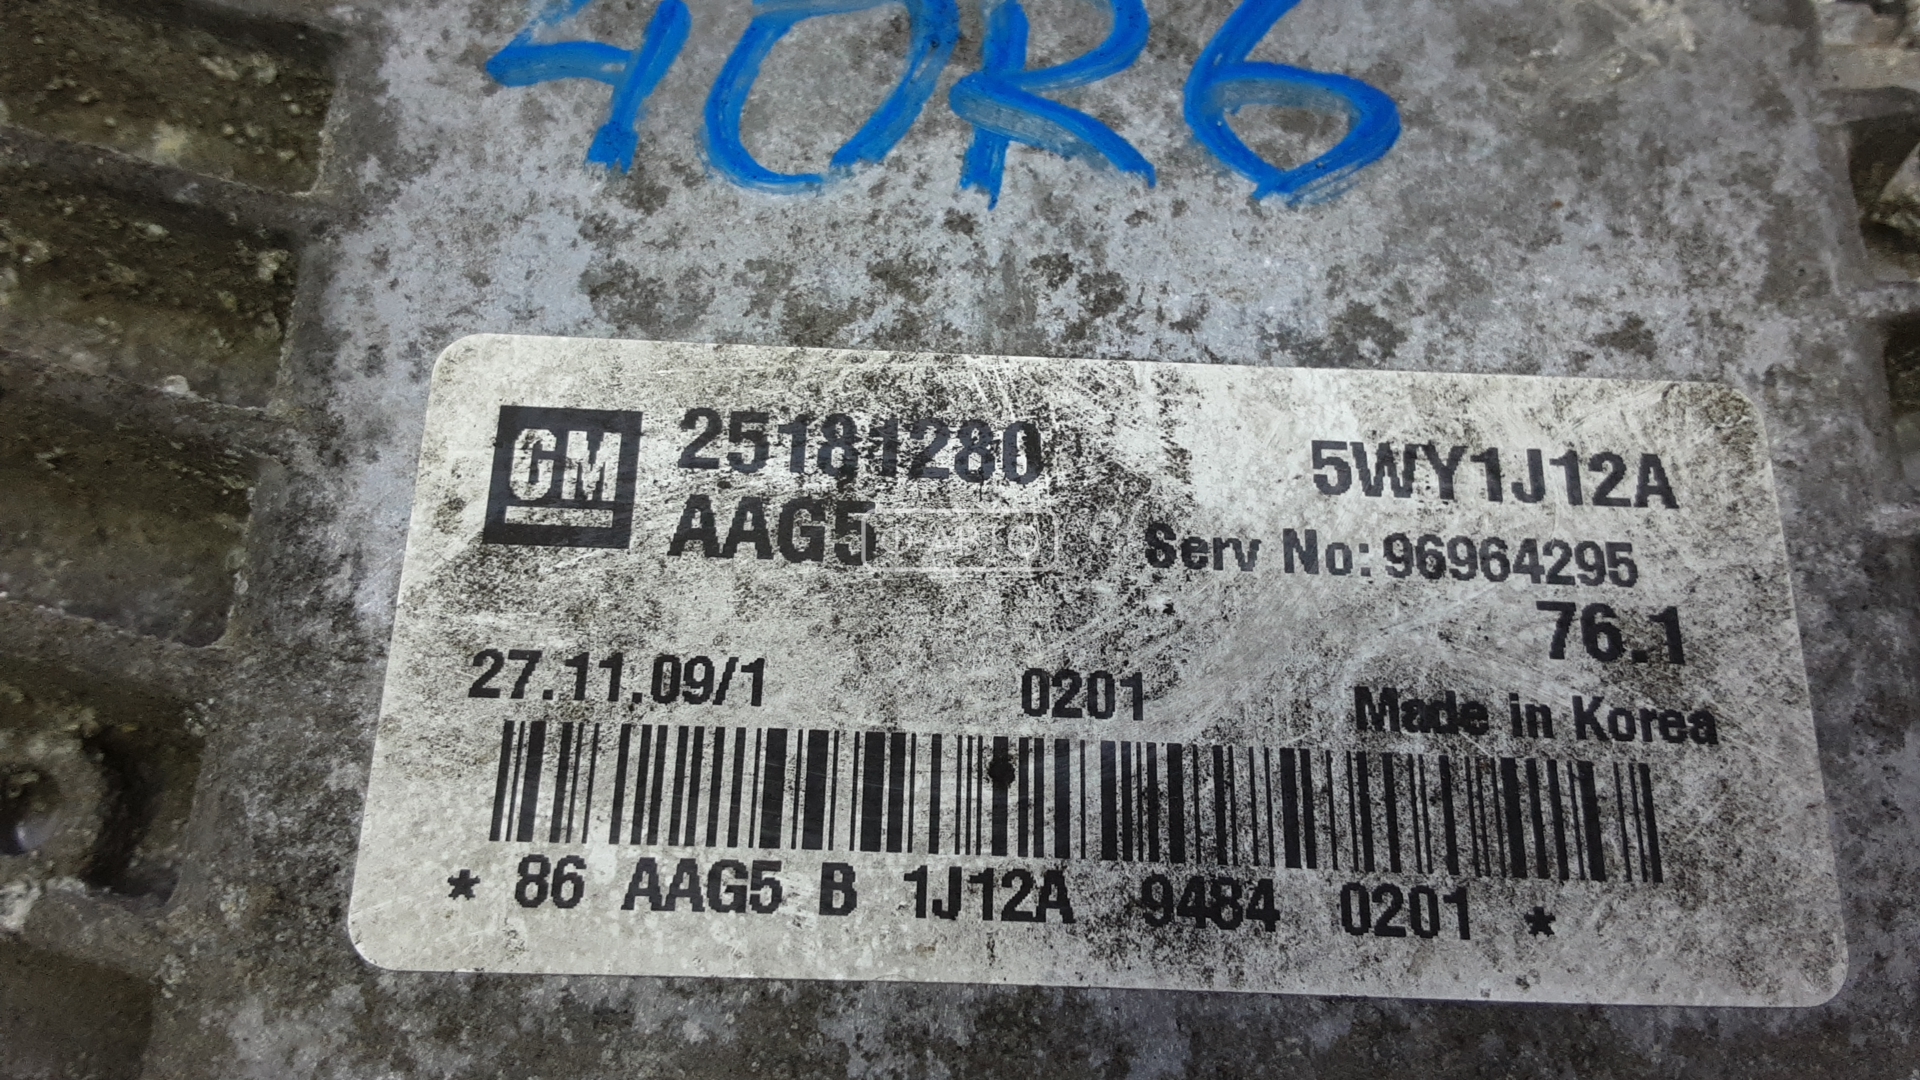 40R6
GM 25181280 5WY1J12A
AAG5 Serv No: 96964295
76.1
27.11.09/1 0201 Made in Korea
* 86 AAG5 B 1J12A 9484 0201 *